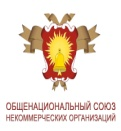 ОБЩЕНАЦИОНАЛЬНЫЙ СОЮЗ
НЕКОММЕРЧЕСКИХ ОРГАНИЗАЦИЙ